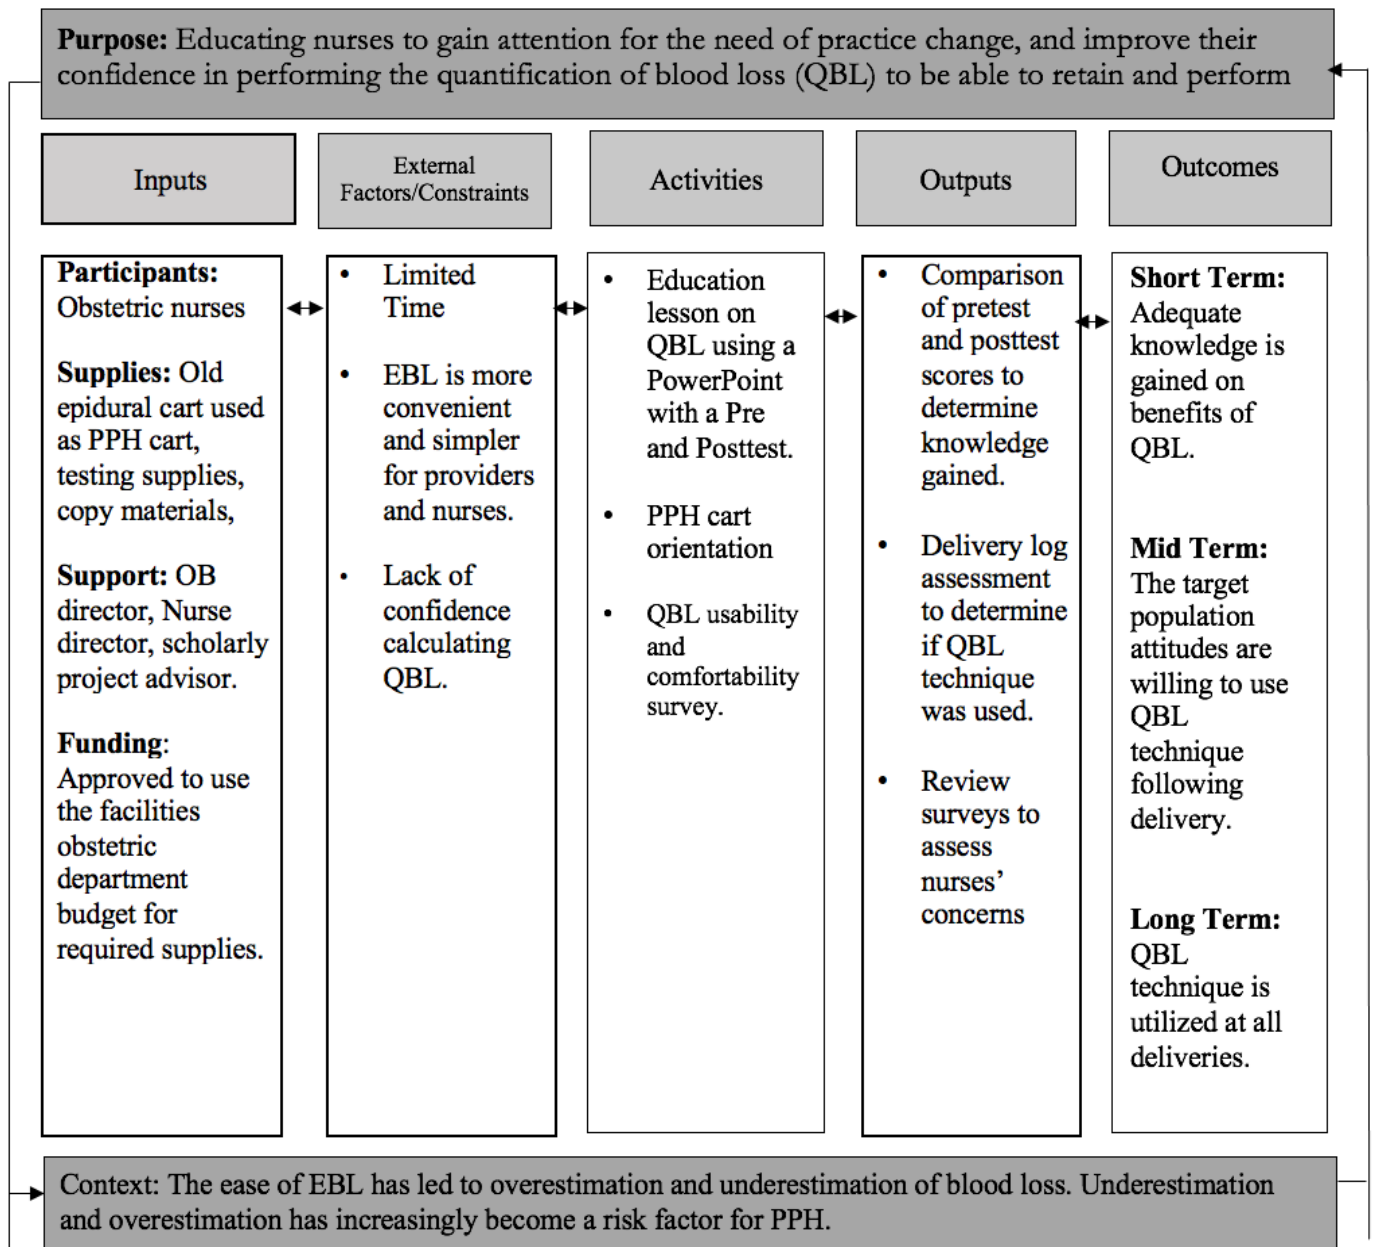 Purpose: Educating nurses to gain attention for the need of practice change, and improve their
confidence in performing the quantification of blood loss (QBL) to be able to retain and perform
Inputs
External
Factors/Constraints
Activities
Outputs
Outcomes
Participants:
Obstetric nurses
Supplies: Old
epidural cart used
as PPH cart,
testing supplies,
copy materials,
Support: OB
director, Nurse
director, scholarly
project advisor.
Funding:
Approved to use
the facilities
obstetric
department
budget for
required supplies.
• Limited
Time
• EBL is more
convenient
and simpler
for providers
and nurses.
• Lack of
confidence
calculating
QBL.
• Education
lesson on
QBL using a
PowerPoint
with a Pre
and Posttest.
• PPH cart
orientation
• QBL usability
and
comfortability
survey.
• Comparison
of pretest
and posttest
scores to
determine
knowledge
gained.
• Delivery log
assessment
to determine
if QBL
technique
was used.
• Review
surveys to
assess
nurses’
concerns
Short Term:
Adequate
knowledge is
gained on
benefits of
QBL.
Mid Term:
The target
population
attitudes are
willing to use
QBL
technique
following
delivery.
Long Term:
QBL
technique is
utilized at all
deliveries.
Context: The ease of EBL has led to overestimation and underestimation of blood loss. Underestimation
and overestimation has increasingly become a risk factor for PPH.